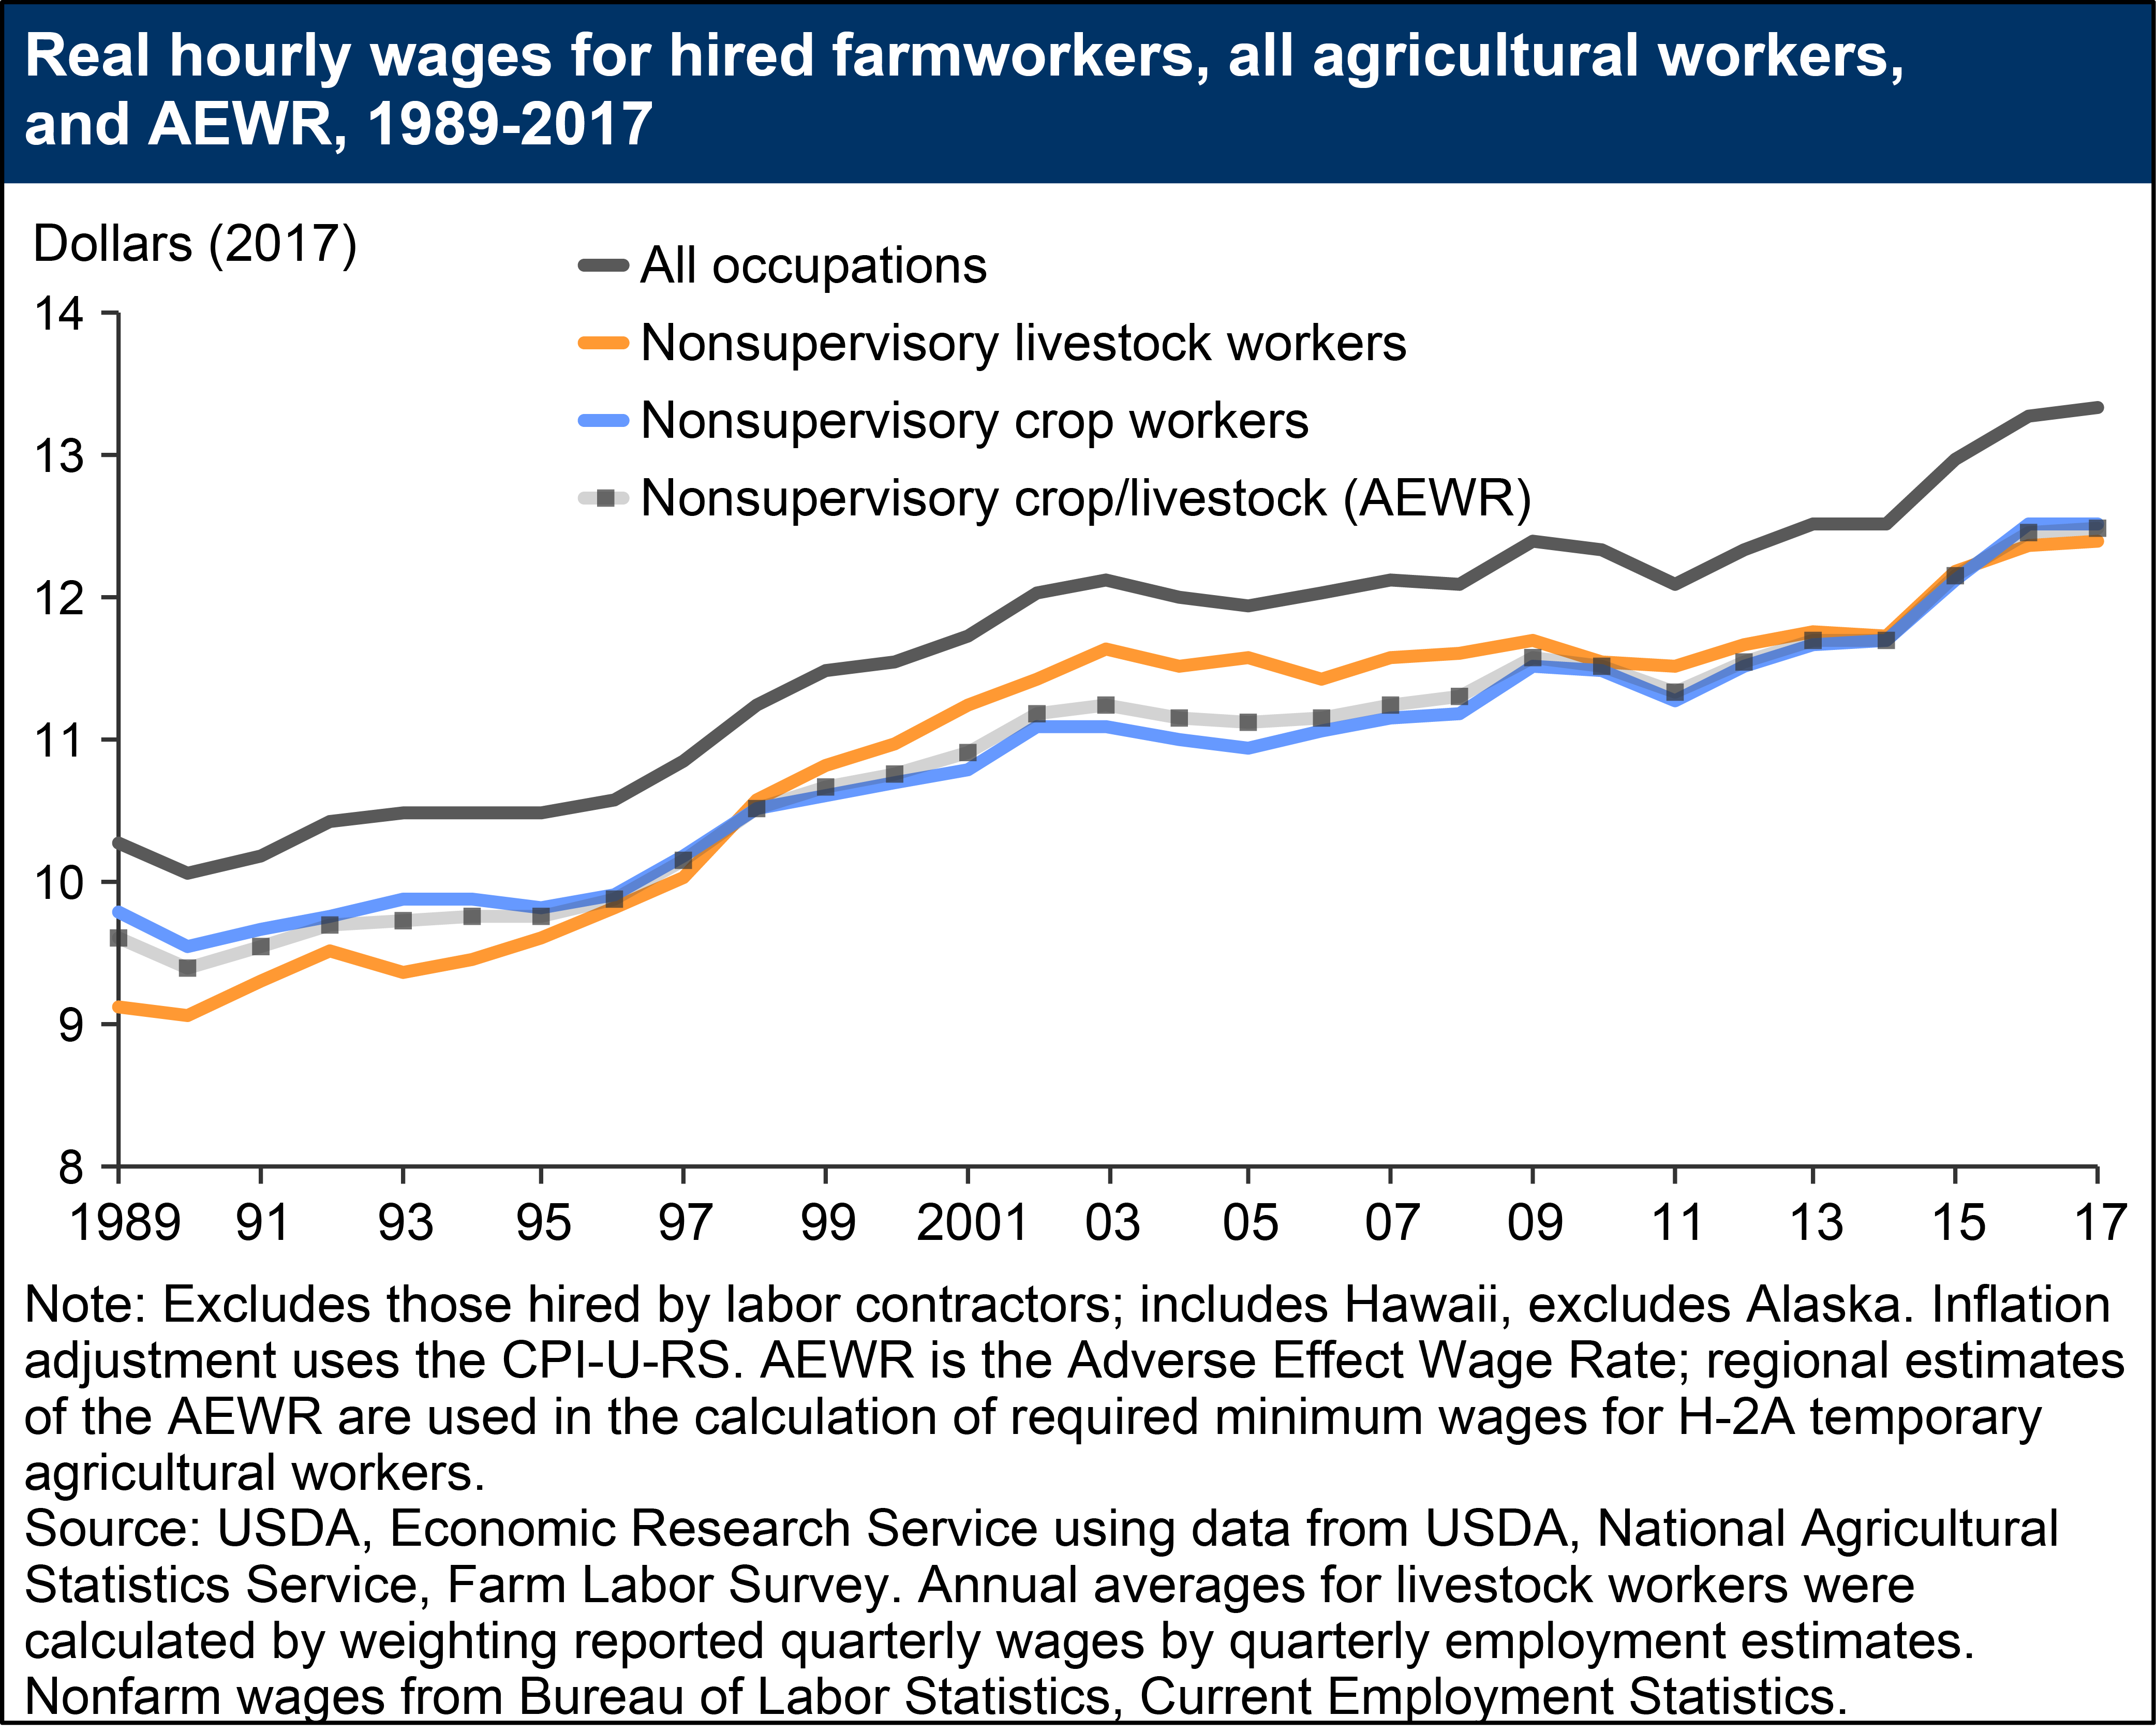 Real hourly wages for hired farmworkers, all agricultural workers,
and AEWR, 1989-2017
Dollars (2017)
All occupations
Nonsupervisory livestock workers
Nonsupervisory crop workers
Nonsupervisory crop/livestock (AEWR)
14
13
12
11
10
9
8
1989 91 93 95 97 99 2001 03 05 07 09 11 13 15 17
Note: Excludes those hired by labor contractors; includes Hawaii, excludes Alaska. Inflation
adjustment uses the CPI-U-RS. AEWR is the Adverse Effect Wage Rate; regional estimates
of the AEWR are used in the calculation of required minimum wages for H-2A temporary
agricultural workers.
Source: USDA, Economic Research Service using data from USDA, National Agricultural
Statistics Service, Farm Labor Survey. Annual averages for livestock workers were
calculated by weighting reported quarterly wages by quarterly employment estimates.
Nonfarm wages from Bureau of Labor Statistics, Current Employment Statistics.